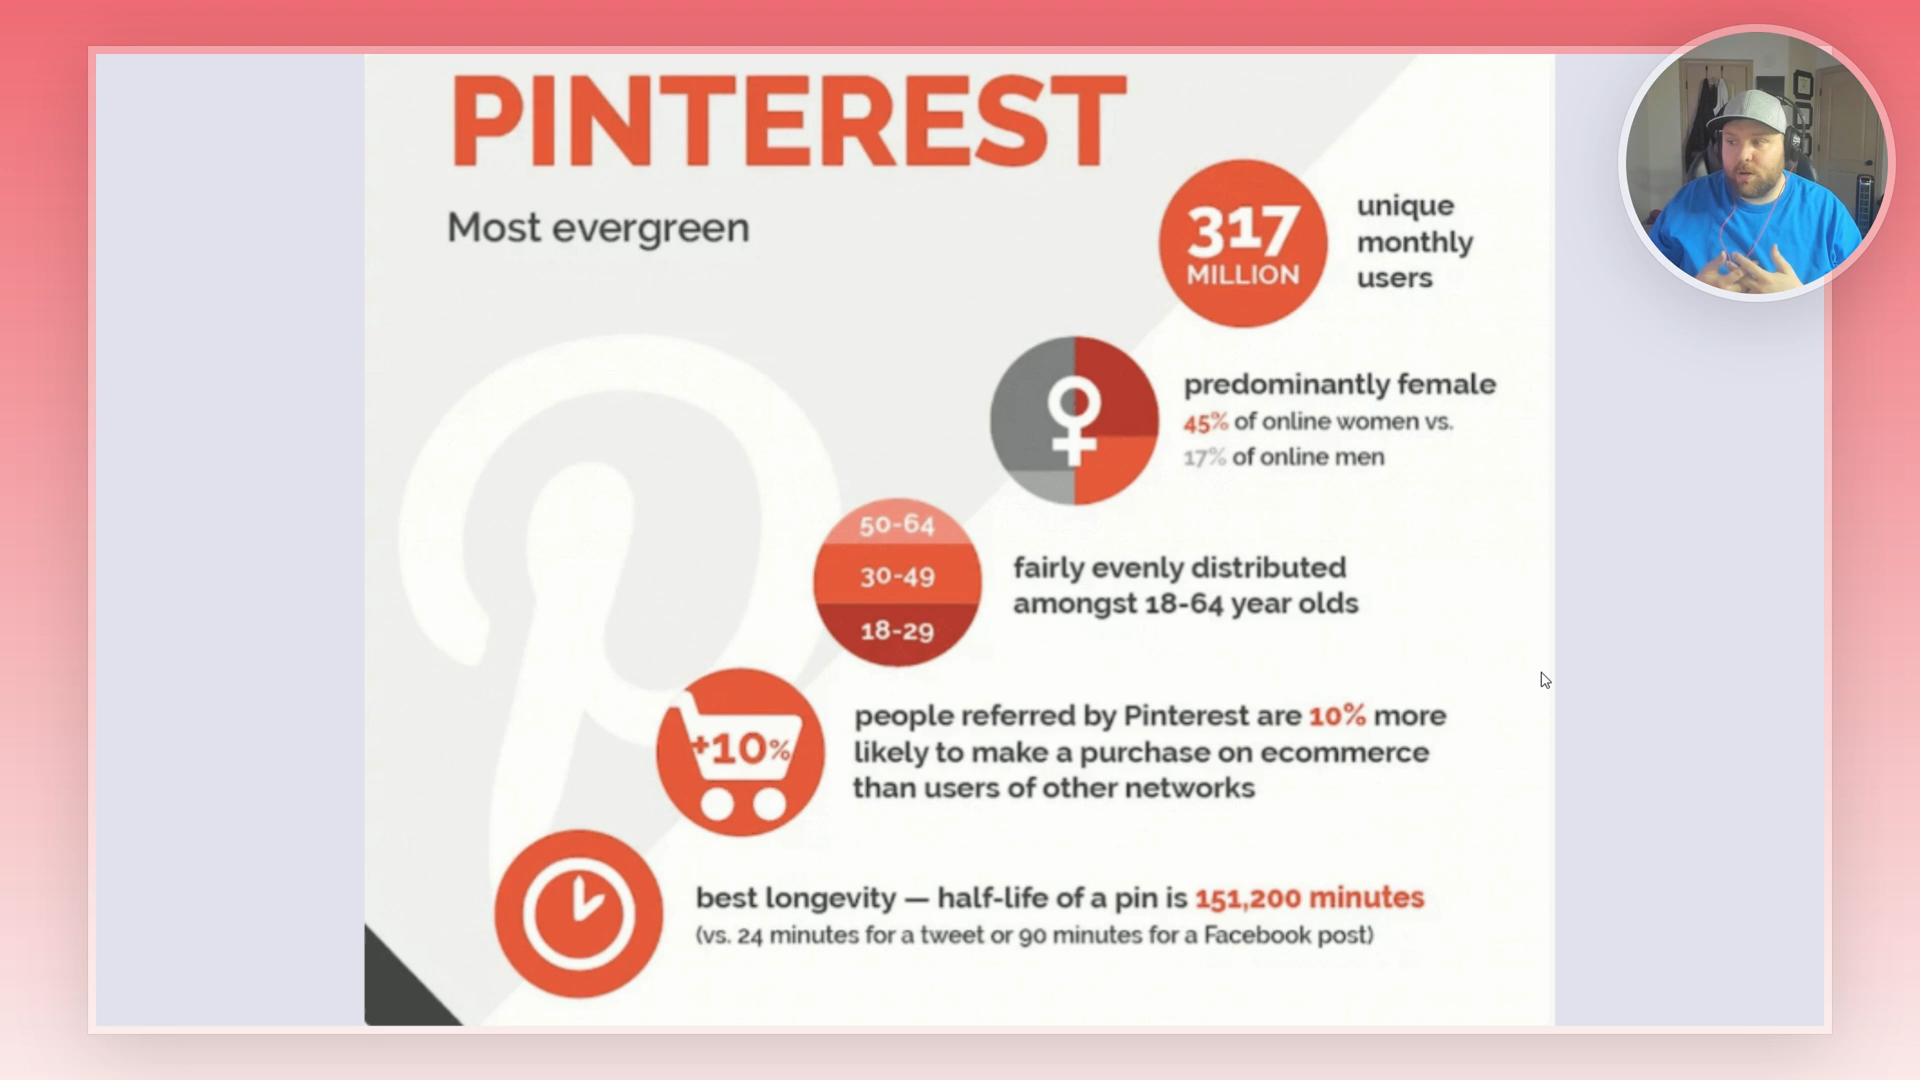 PINTEREST
Most evergreen
317
MILLION
unique
monthly
users
predominantly female
45% of online women vs.
17% of online men
50-64
30-49
18-29
fairly evenly distributed
amongst 18-64 year olds
+10%
people referred by Pinterest are 10% more
likely to make a purchase on ecommerce
than users of other networks
best longevity — half-life of a pin is 151,200 minutes
(vs. 24 minutes for a tweet or 90 minutes for a Facebook post)